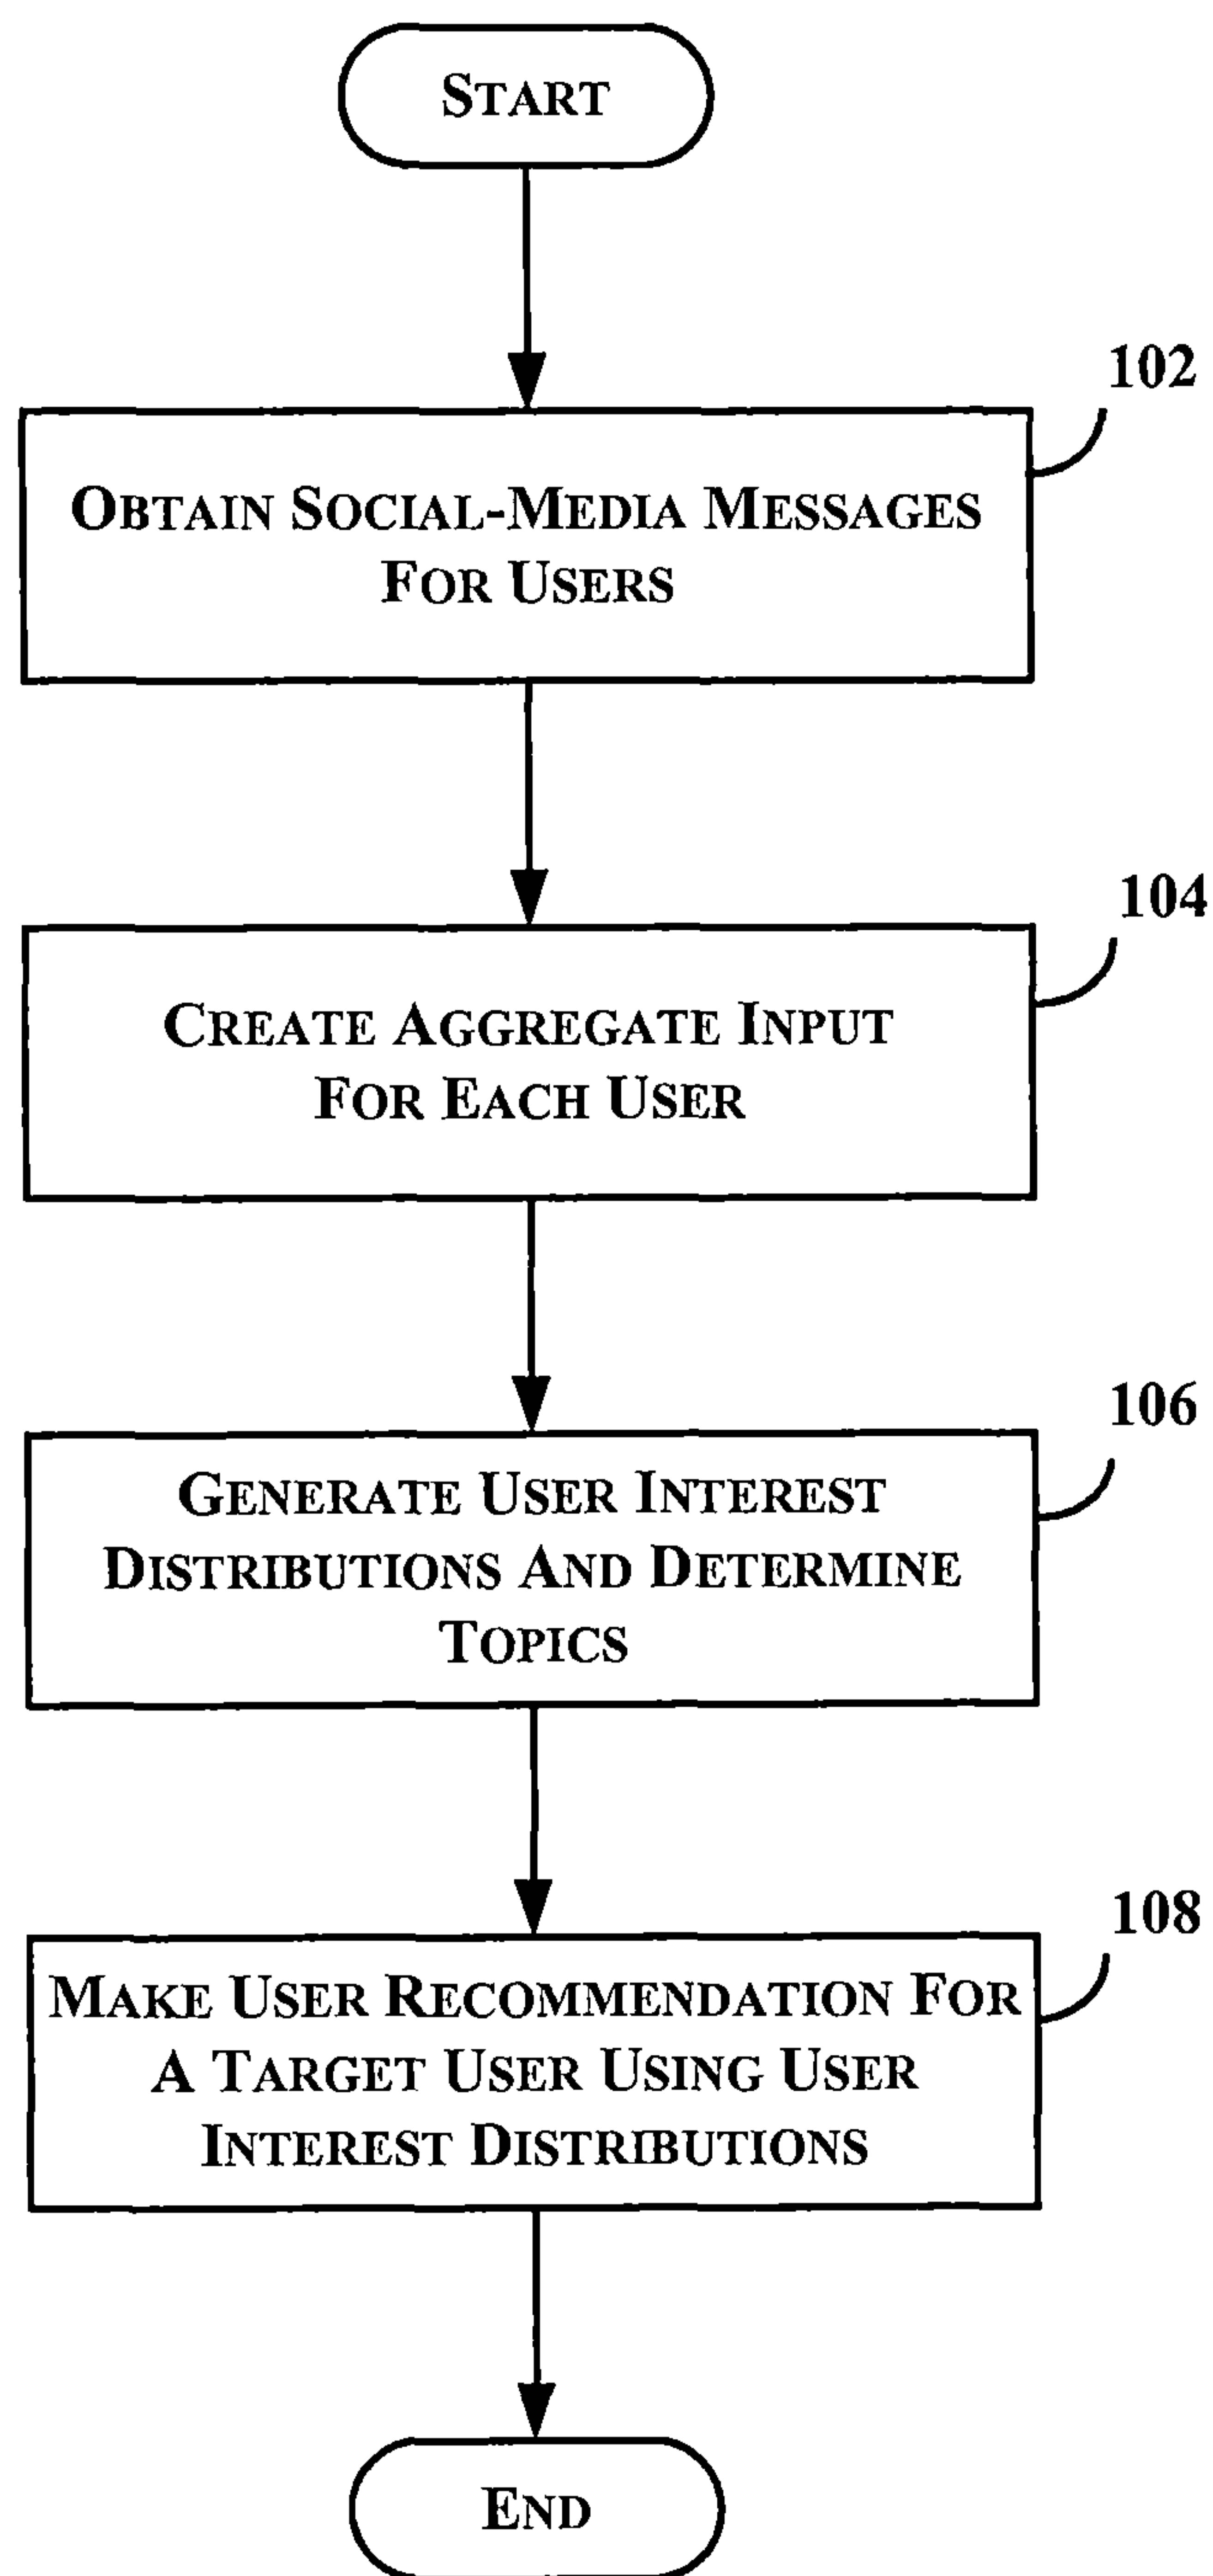 START
102
OBTAIN SOCIAL-MEDIA MESSAGES
FOR USERS
104
CREATE AGGREGATE INPUT
FOR EACH USER
106
GENERATE USER INTEREST
DISTRIBUTIONS AND DETERMINE
TOPICS
108
MAKE USER RECOMMENDATION FOR
A TARGET USER USING USER
INTEREST DISTRIBUTIONS
END